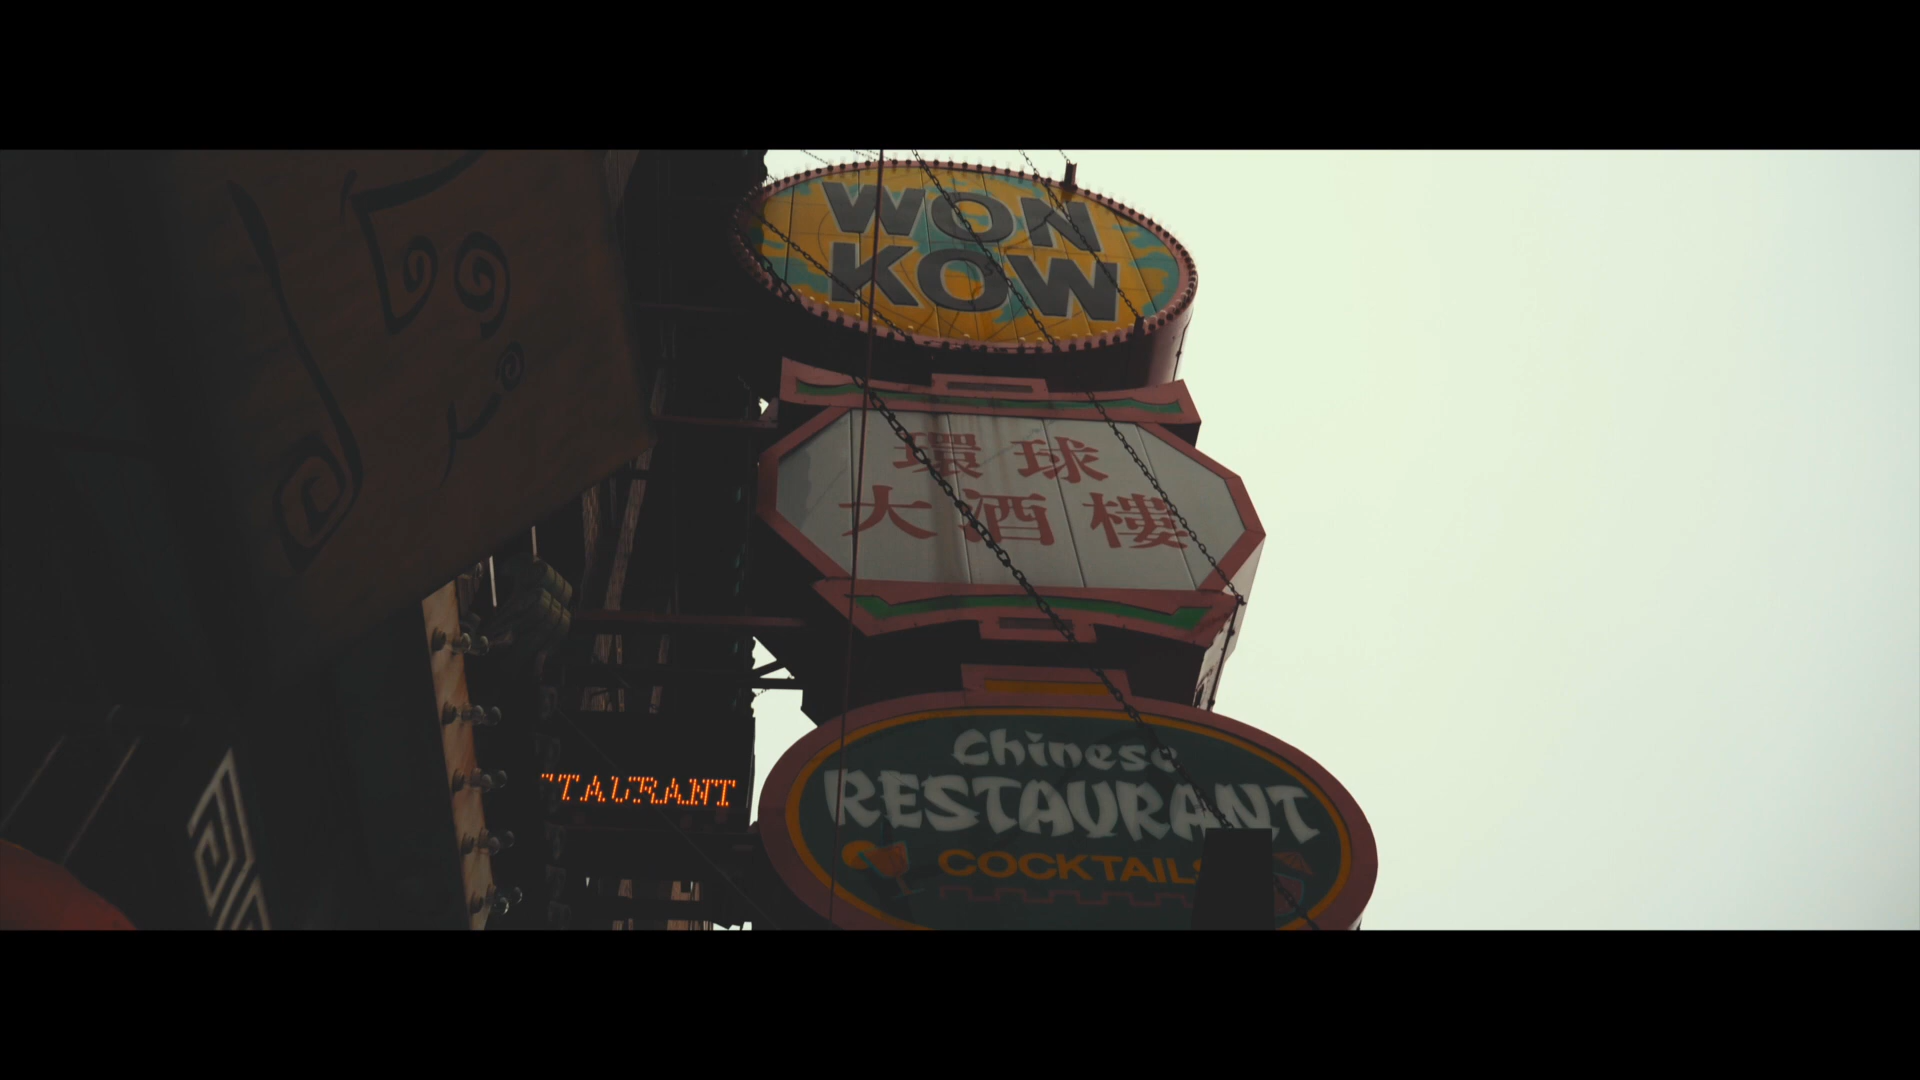 WON
KOW
環球
大酒樓
Chinese
RESTAURANT
COCKTAILS
TAURANT